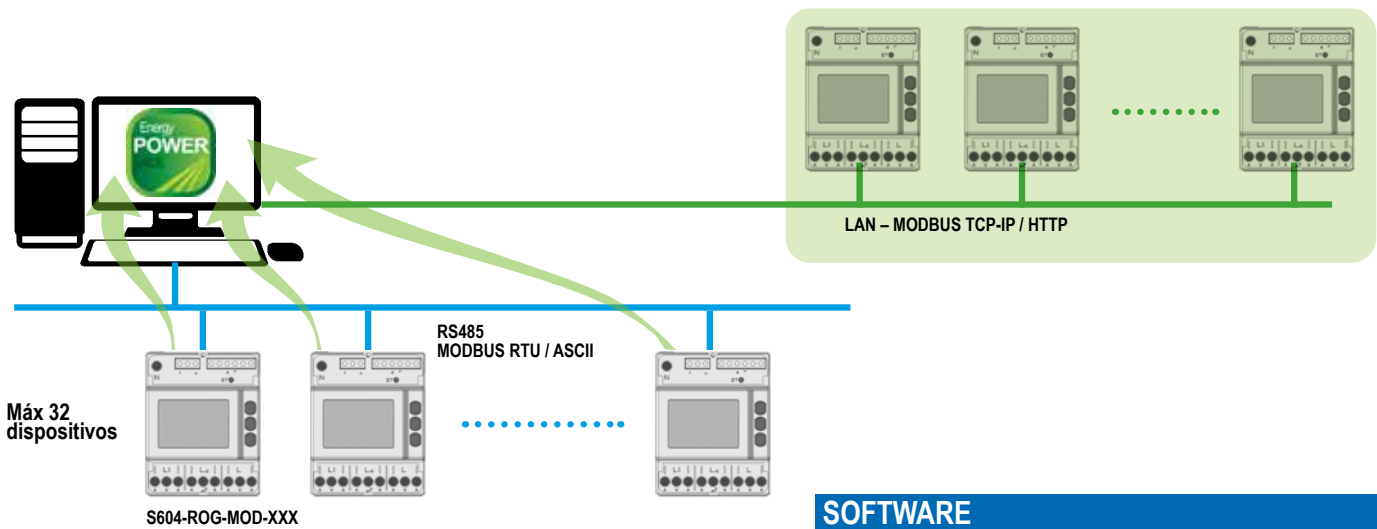 Energy
POWER
LAN – MODBUS TCP-IP / HTTP
RS485
MODBUS RTU / ASCII
Máx 32
dispositivos
S604-ROG-MOD-XXX
SOFTWARE